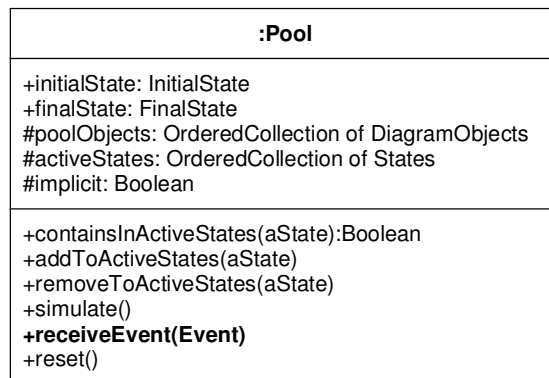 :Pool
+initialState: InitialState
+finalState: FinalState
#poolObjects: OrderedCollection of DiagramObjects
#activeStates: OrderedCollection of States
#implicit: Boolean
+containsInActiveStates(aState):Boolean
+addToActiveStates(aState)
+removeToActiveStates(aState)
+simulate()
+receiveEvent(Event)
+reset()